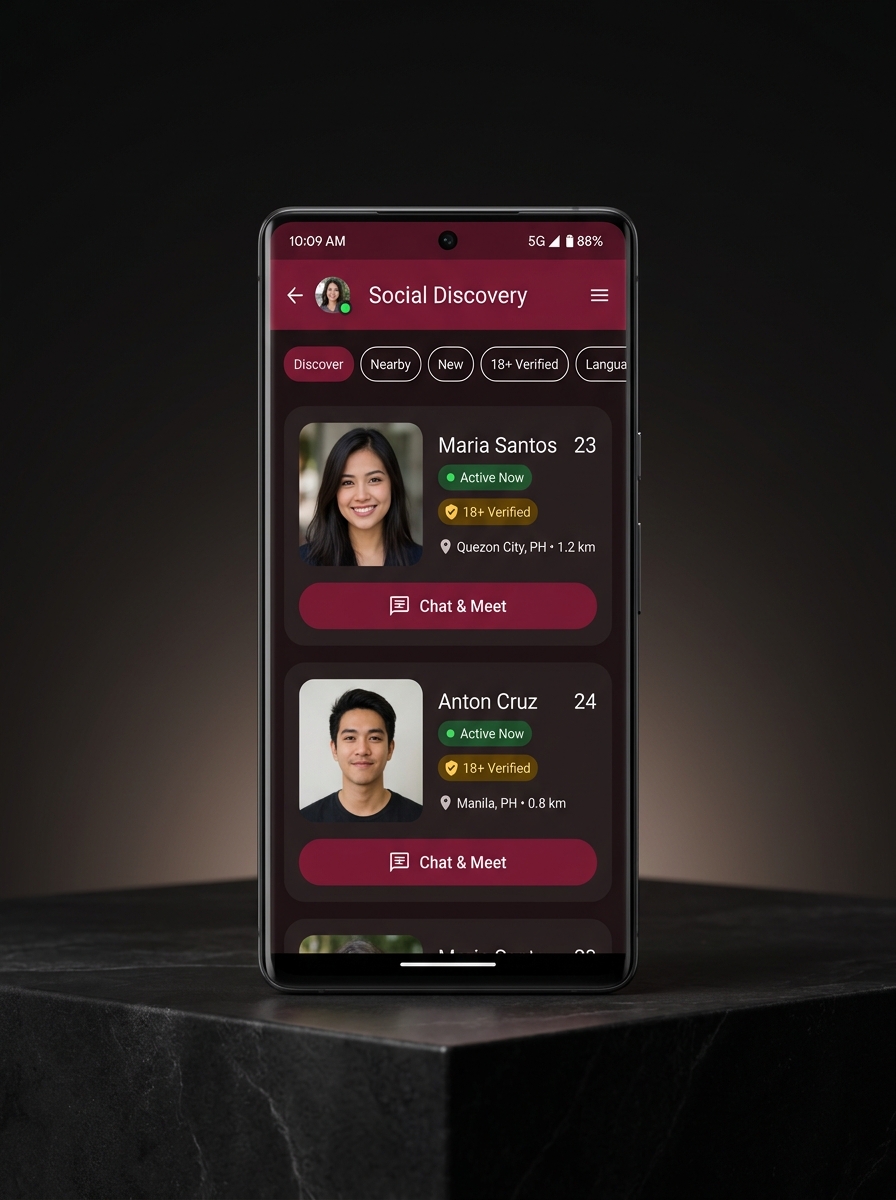 10:09 AM 5G 88%
Social Discovery
Discover Nearby New 18+ Verified Langua
Maria Santos 23
Active Now
18+ Verified
Quezon City, PH • 1.2 km
Chat & Meet
Anton Cruz 24
Active Now
18+ Verified
Manila, PH • 0.8 km
Chat & Meet